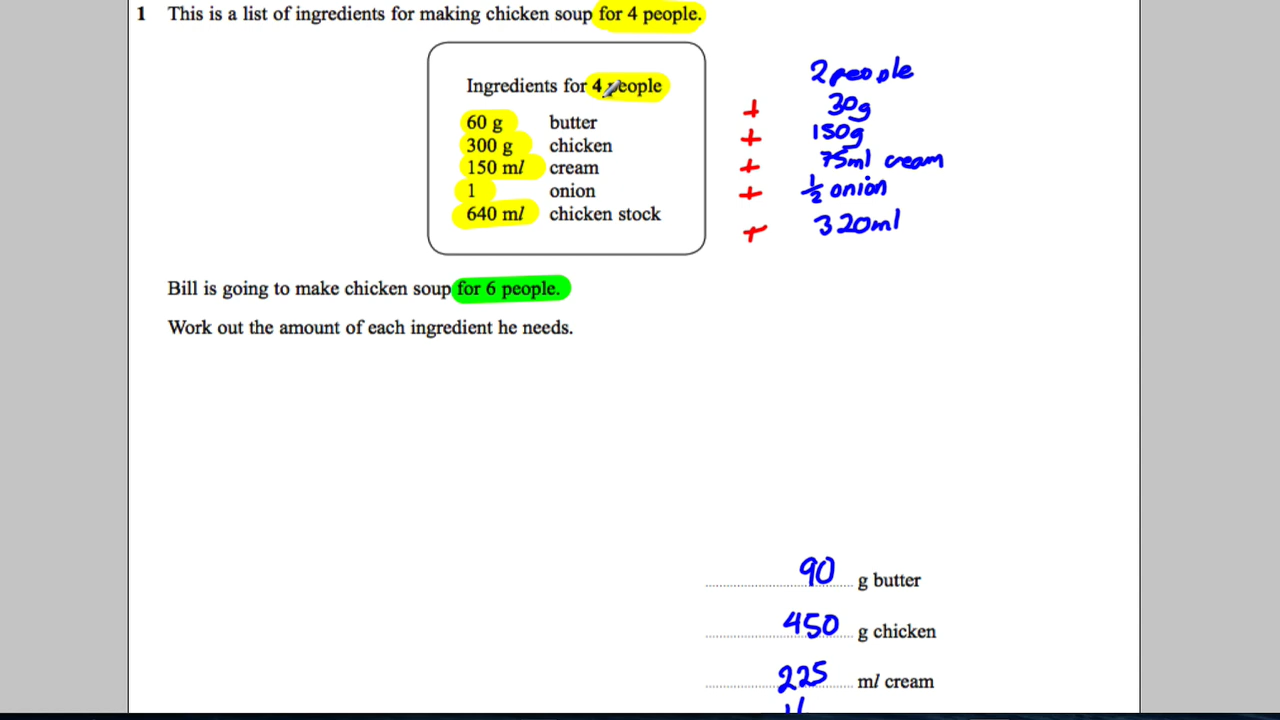 1 This is a list of ingredients for making chicken soup for 4 people.
Ingredients for 4 people
60 g butter
300 g chicken
150 ml cream
1 onion
640 ml chicken stock
2 people
+ 30g
+ 150g
+ 75ml cream
+ ½ onion
+ 320ml
Bill is going to make chicken soup for 6 people.
Work out the amount of each ingredient he needs.
90 g butter
450 g chicken
225 ml cream